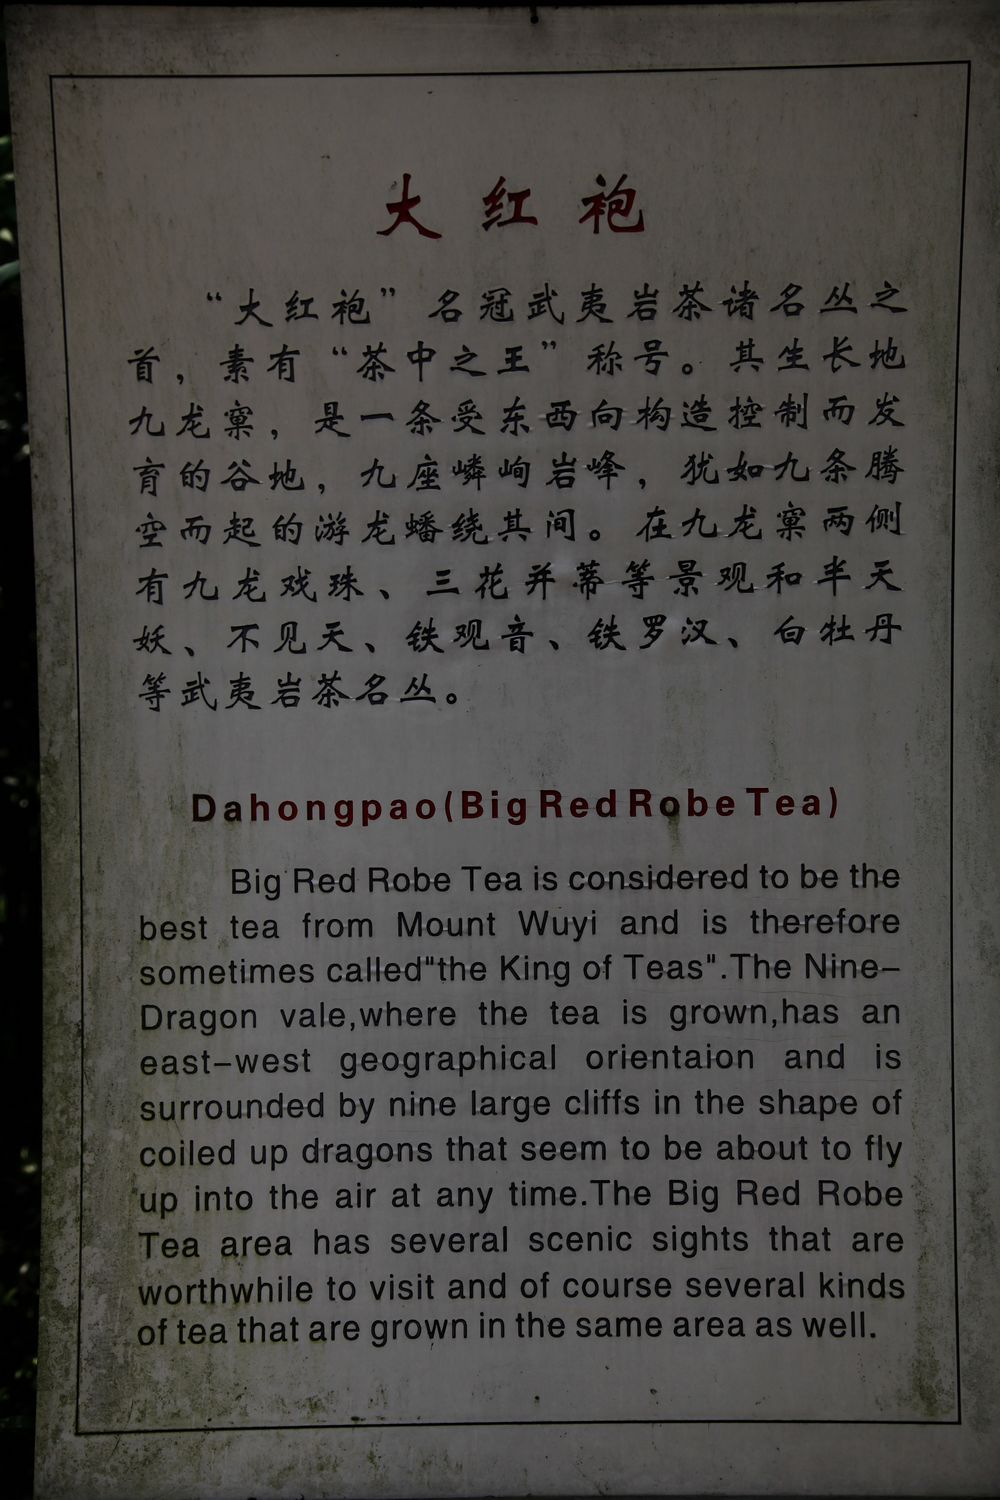 大红袍
“大红袍”名冠武夷岩茶诸名丛之
首，素有“茶中之王”称号。其生长地
九龙窠，是一条受东西向构造控制而发
育的谷地，九座嶙峋岩峰，犹如九条腾
空而起的游龙蟠绕其间。在九龙窠两侧
有九龙戏珠、三花并蒂等景观和半天
妖、不见天、铁观音、铁罗汉、白牡丹
等武夷岩茶名丛。
Dahongpao(Big Red Robe Tea)
Big Red Robe Tea is considered to be the
best tea from Mount Wuyi and is therefore
sometimes called"the King of Teas".The Nine–
Dragon vale,where the tea is grown,has an
east–west geographical orientaion and is
surrounded by nine large cliffs in the shape of
coiled up dragons that seem to be about to fly
up into the air at any time.The Big Red Robe
Tea area has several scenic sights that are
worthwhile to visit and of course several kinds
of tea that are grown in the same area as well.